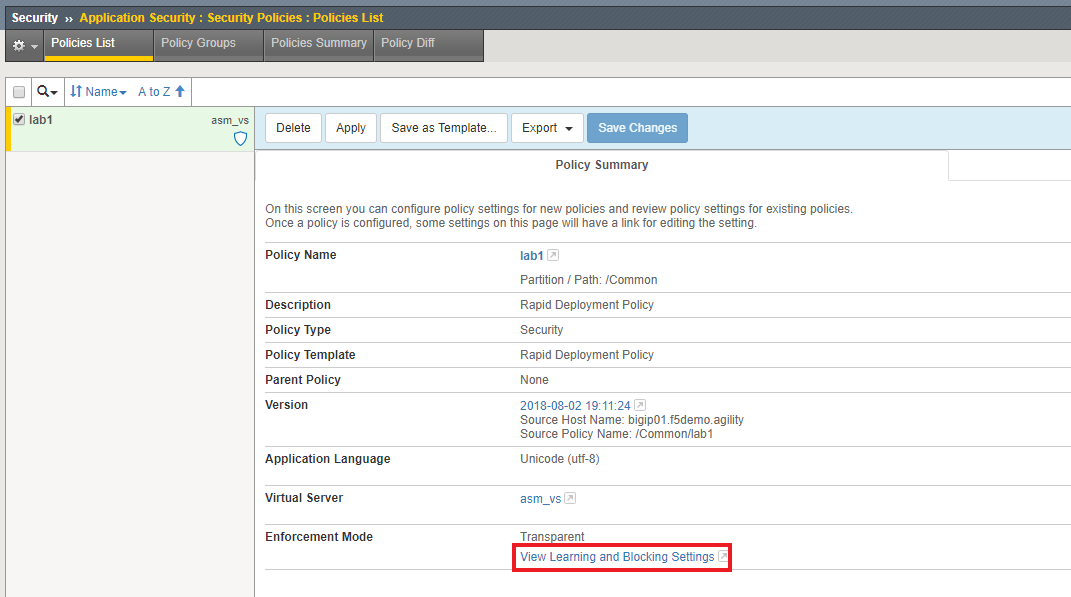 Security ›› Application Security : Security Policies : Policies List
Policies List Policy Groups Policies Summary Policy Diff
Name A to Z
lab1 asm_vs
Delete Apply Save as Template... Export Save Changes
Policy Summary
On this screen you can configure policy settings for new policies and review policy settings for existing policies.
Once a policy is configured, some settings on this page will have a link for editing the setting.
Policy Name lab1
Partition / Path: /Common
Description Rapid Deployment Policy
Policy Type Security
Policy Template Rapid Deployment Policy
Parent Policy None
Version 2018-08-02 19:11:24
Source Host Name: bigip01.f5demo.agility
Source Policy Name: /Common/lab1
Application Language Unicode (utf-8)
Virtual Server asm_vs
Enforcement Mode Transparent
View Learning and Blocking Settings